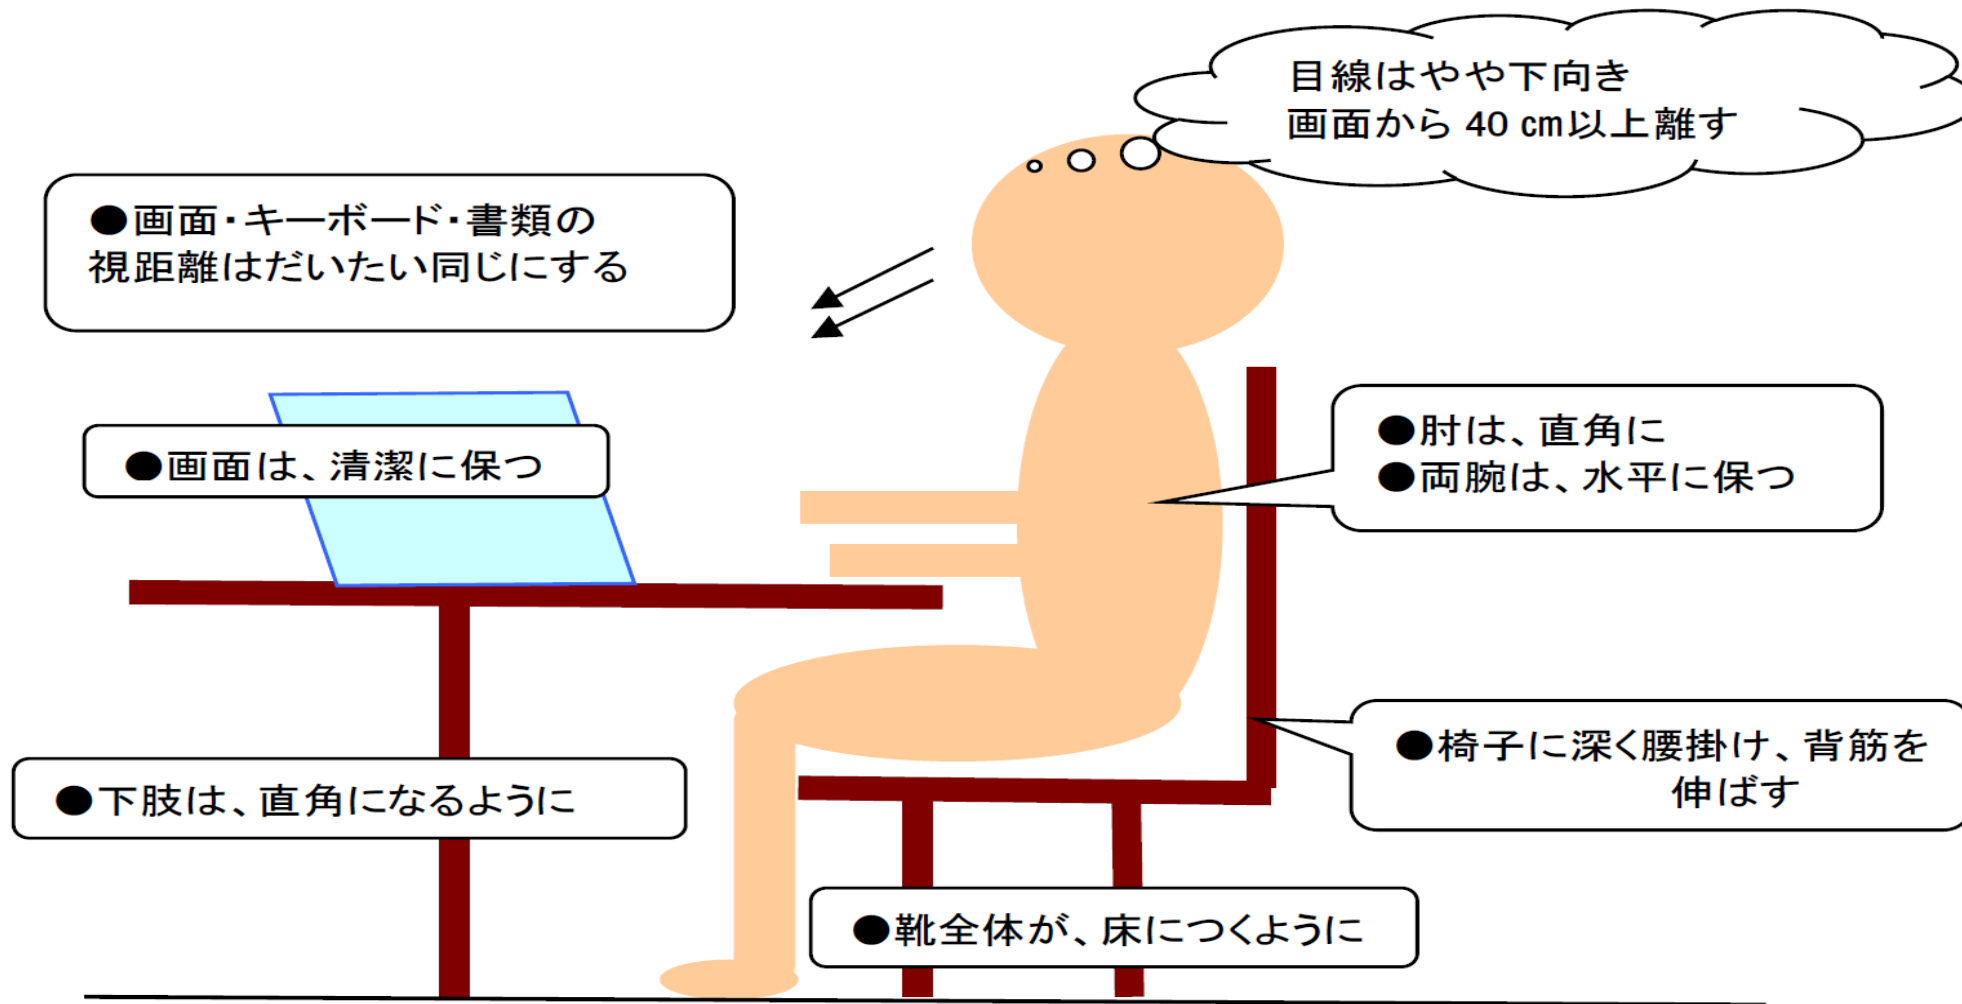 目線はやや下向き
画面から 40 ㎝以上離す
●画面・キーボード・書類の
視距離はだいたい同じにする
●画面は、清潔に保つ
●肘は、直角に
●両腕は、水平に保つ
●椅子に深く腰掛け、背筋を
伸ばす
●下肢は、直角になるように
●靴全体が、床につくように